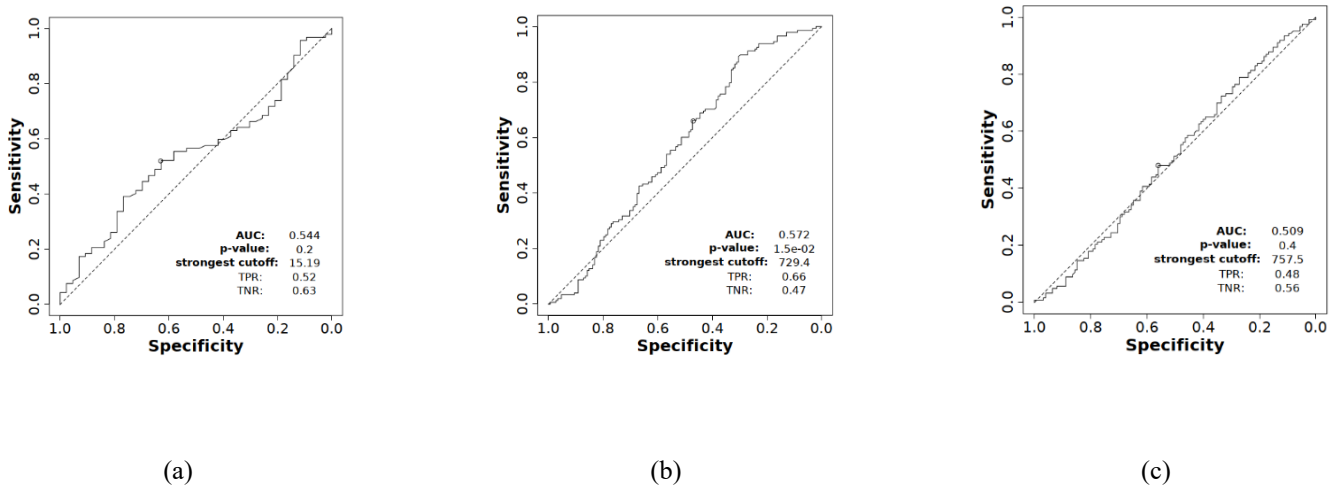 1.0
0.8
0.6
0.4
0.2
0.0
Sensitivity
AUC: 0.544
p-value: 0.2
strongest cutoff: 15.19
TPR: 0.52
TNR: 0.63
1.0 0.8 0.6 0.4 0.2 0.0
Specificity
(a)
1.0
0.8
0.6
0.4
0.2
0.0
Sensitivity
AUC: 0.572
p-value: 1.5e-02
strongest cutoff: 729.4
TPR: 0.66
TNR: 0.47
1.0 0.8 0.6 0.4 0.2 0.0
Specificity
(b)
1.0
0.8
0.6
0.4
0.2
0.0
Sensitivity
AUC: 0.509
p-value: 0.4
strongest cutoff: 757.5
TPR: 0.48
TNR: 0.56
1.0 0.8 0.6 0.4 0.2 0.0
Specificity
(c)